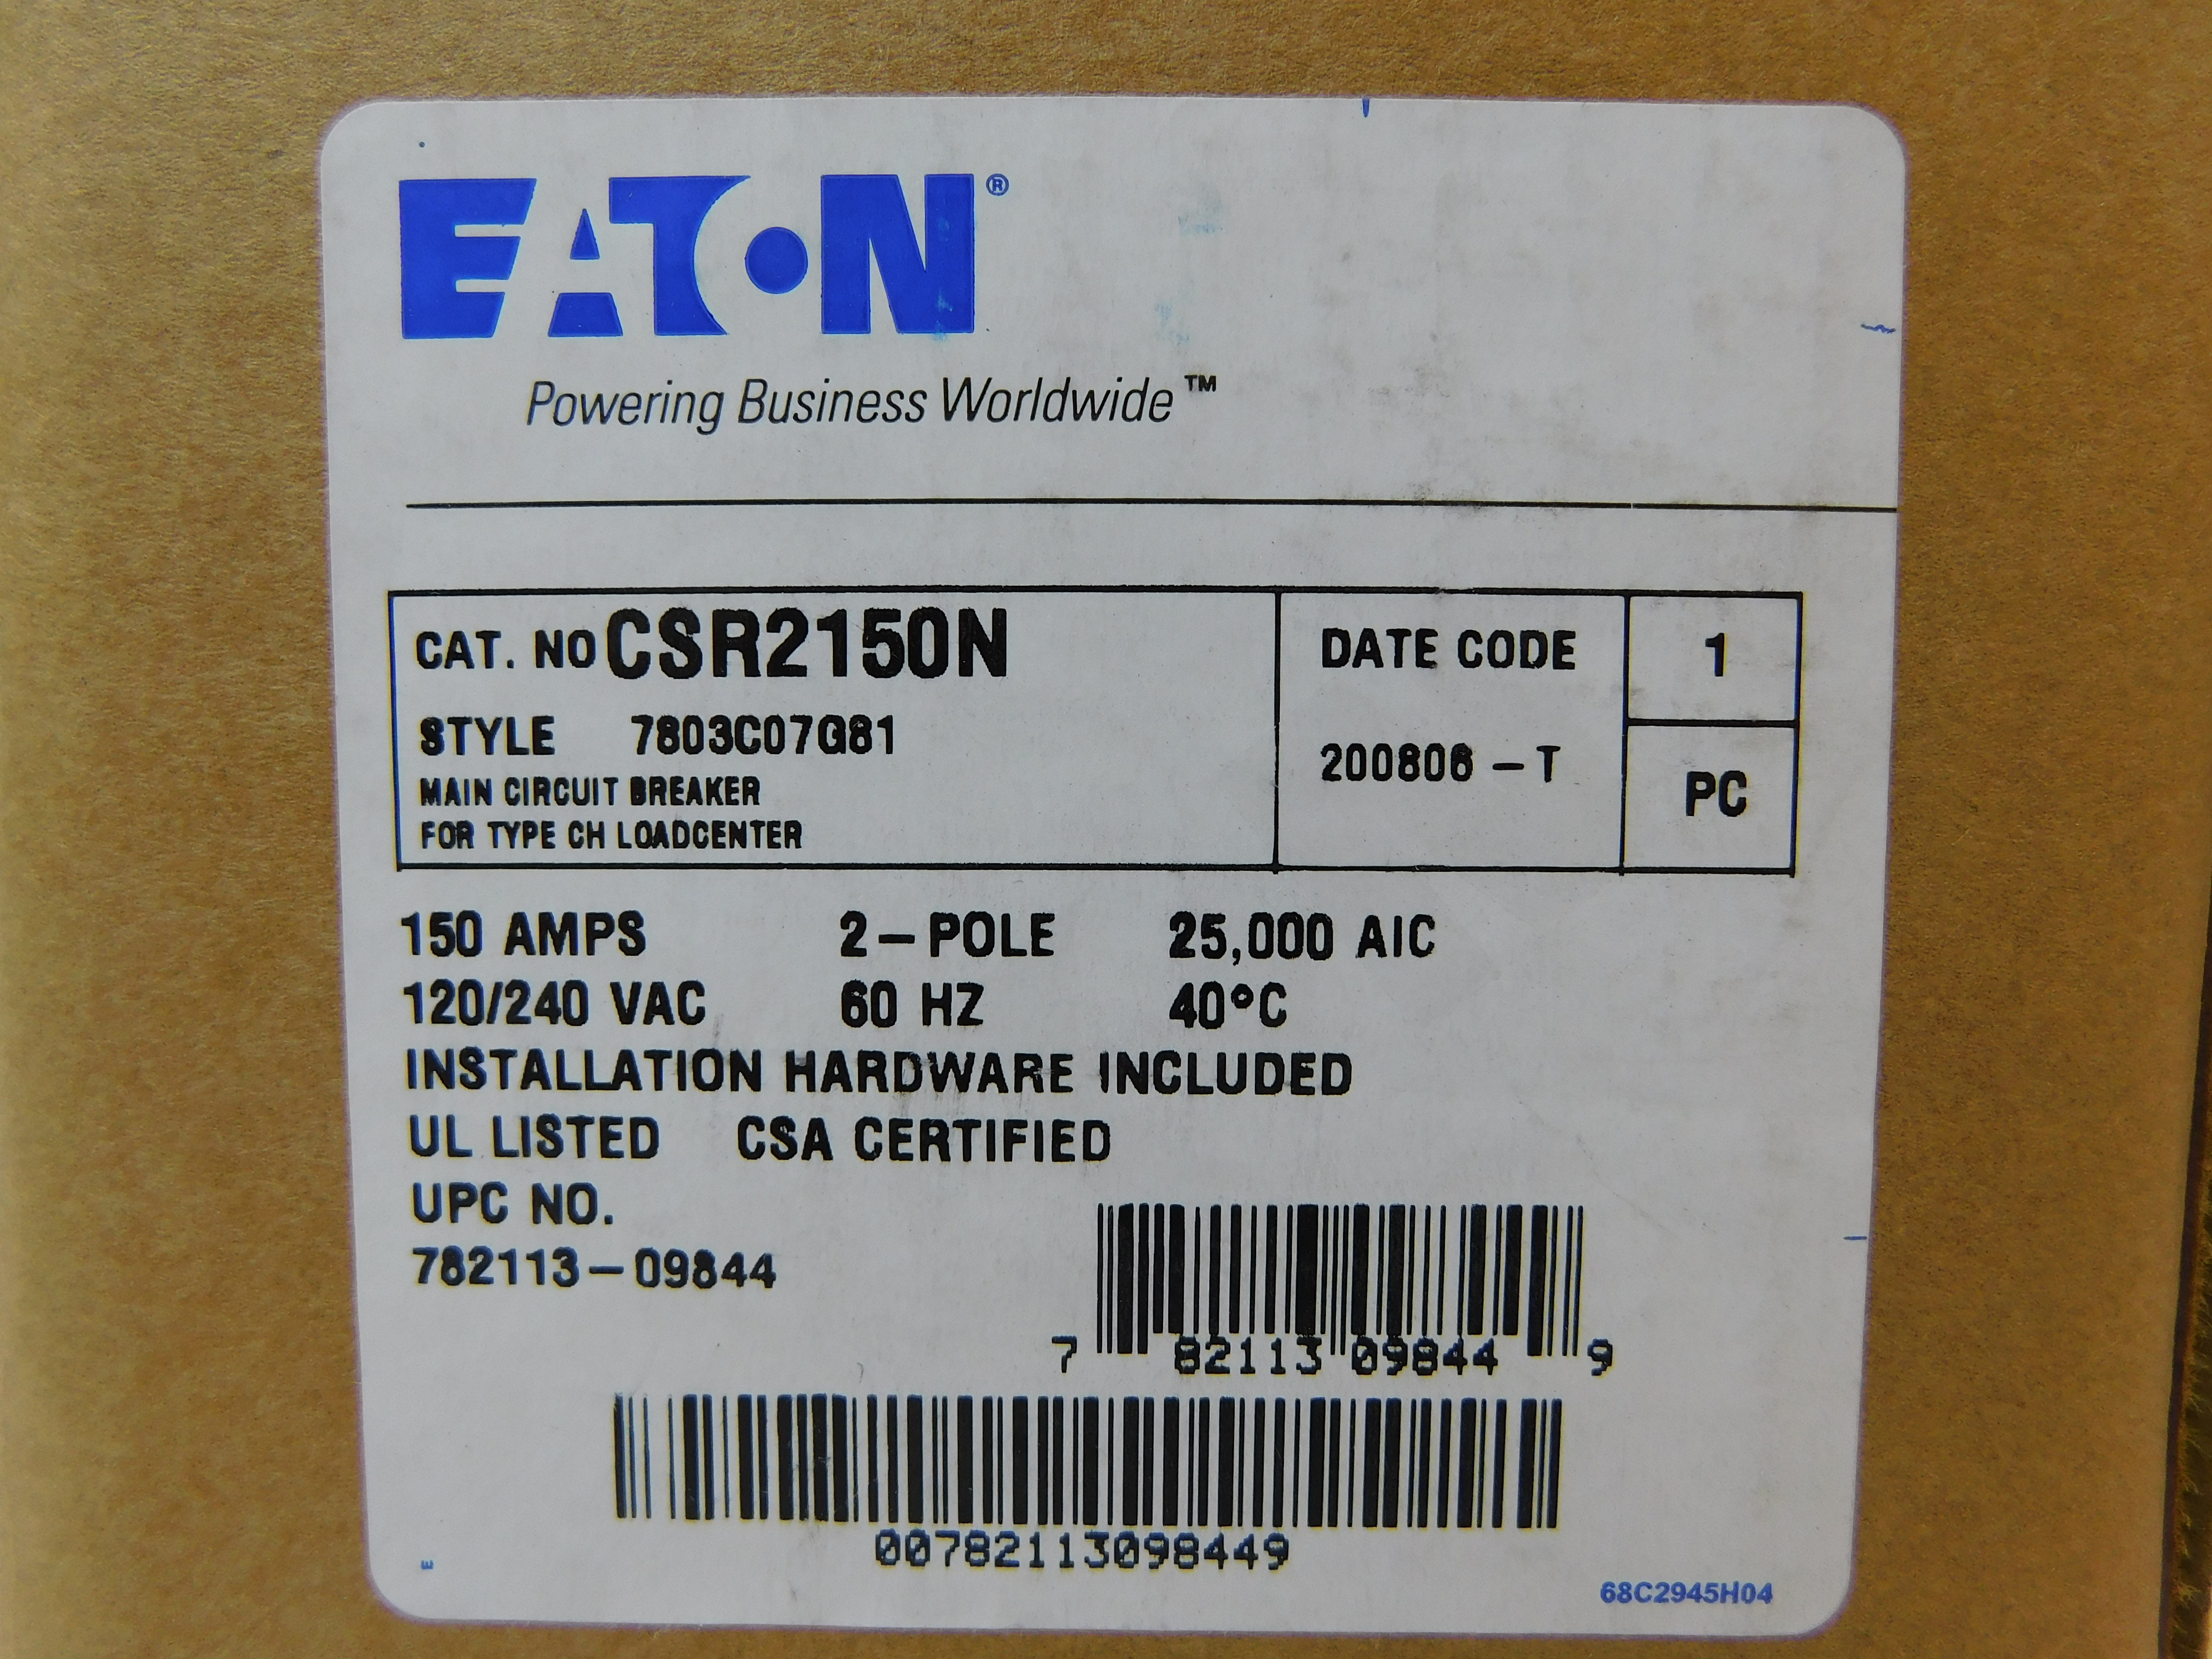 EATON®
Powering Business Worldwide™
CAT. NO CSR2150N
STYLE 7803C07G81
MAIN CIRCUIT BREAKER
FOR TYPE CH LOADCENTER
DATE CODE
200806 – T
1
PC
150 AMPS 2 – POLE 25,000 AIC
120/240 VAC 60 HZ 40°C
INSTALLATION HARDWARE INCLUDED
UL LISTED CSA CERTIFIED
UPC NO.
782113 – 09844
7 82113 09844 9
00782113098449
E
68C2945H04